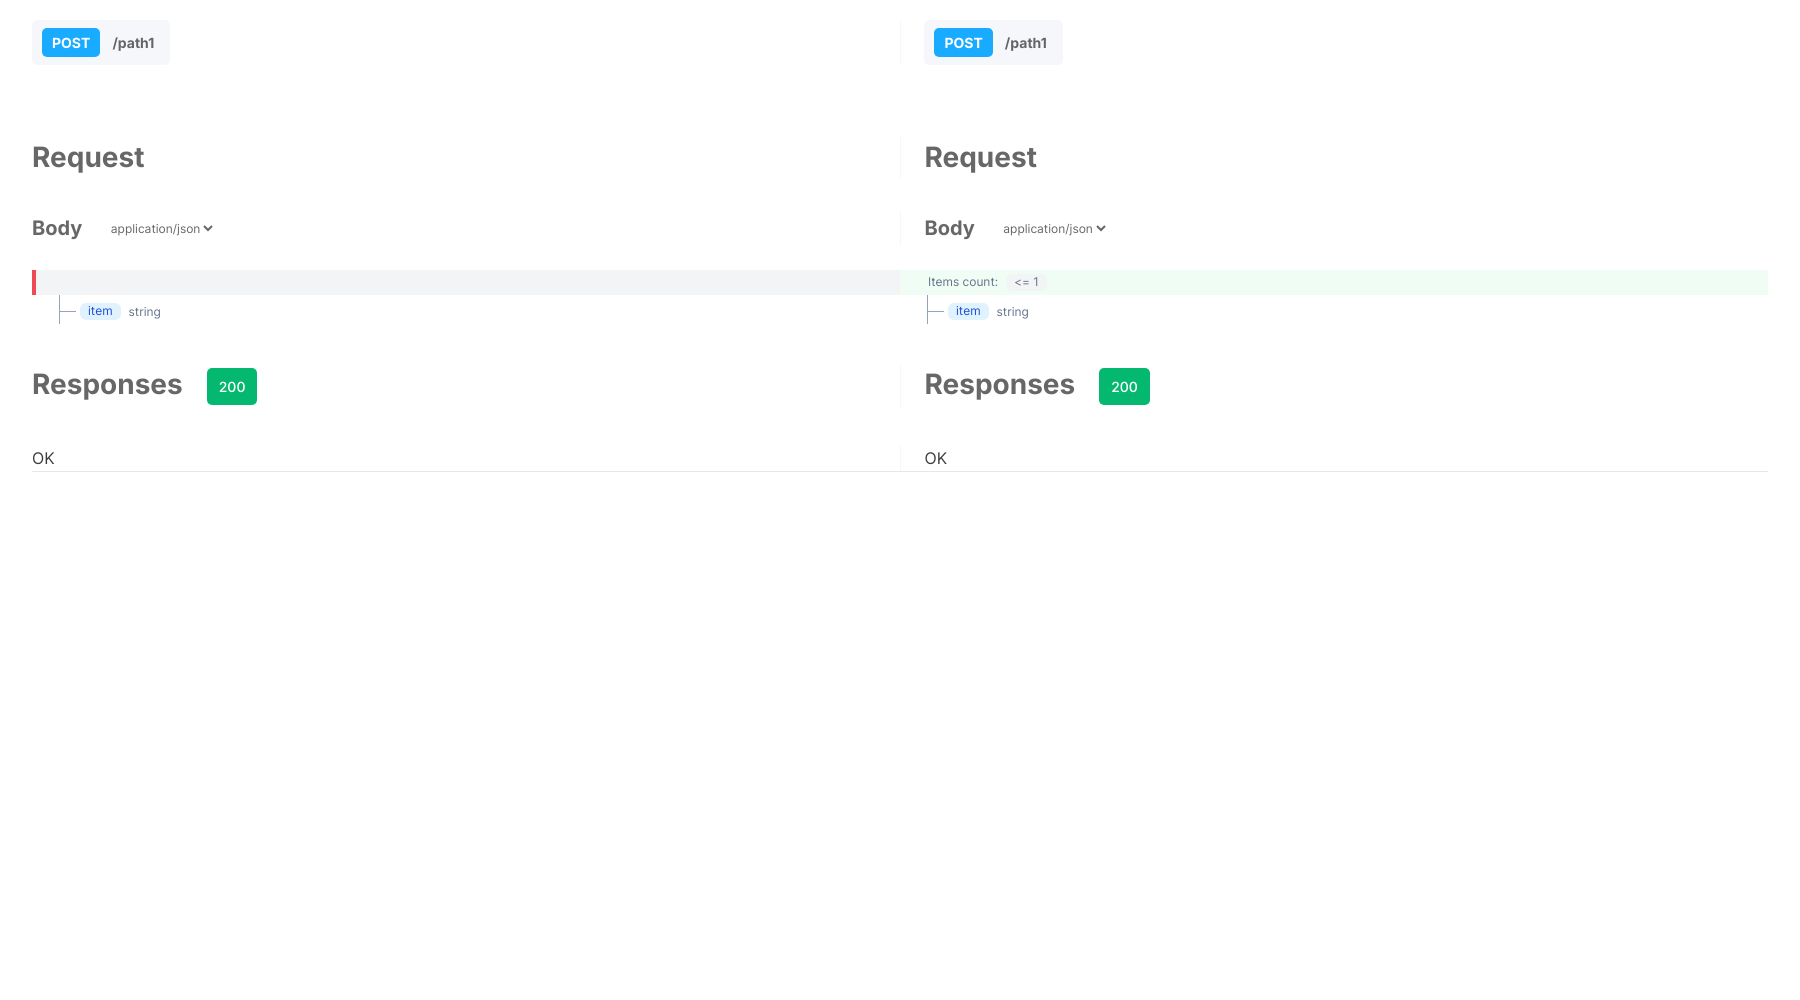 POST /path1
POST /path1
Request
Request
Body application/json
Body application/json
Items count: <= 1
item string
item string
Responses 200
Responses 200
OK
OK